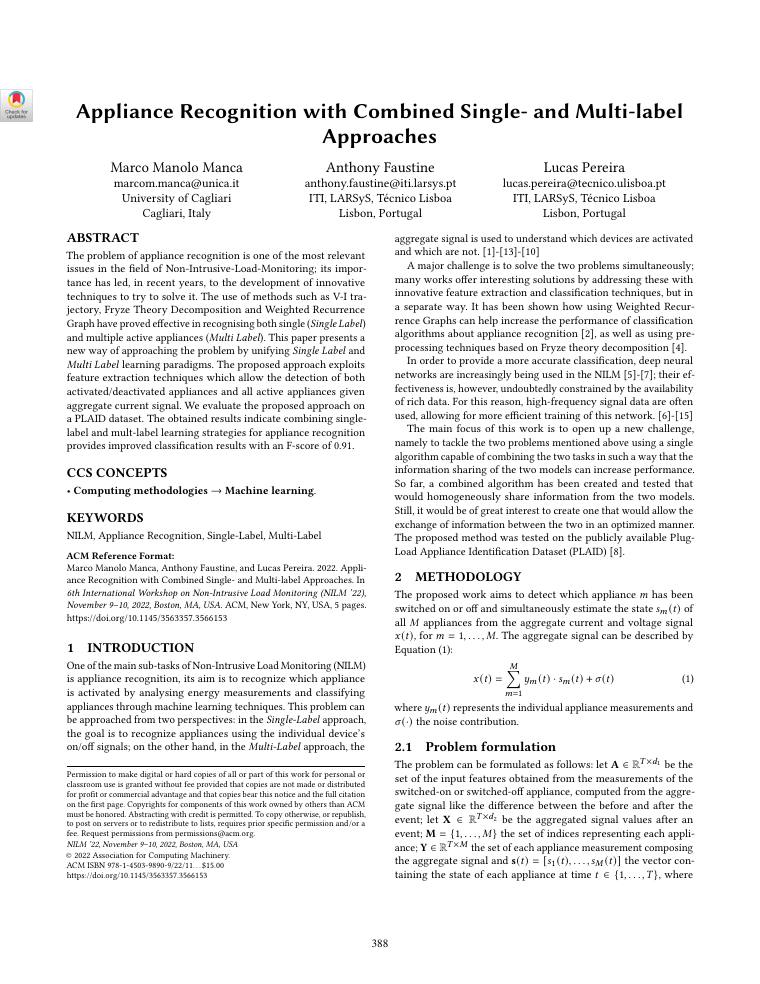 Check for
updates
Appliance Recognition with Combined Single- and Multi-label
Approaches
Marco Manolo Manca
marcom.manca@unica.it
University of Cagliari
Cagliari, Italy
Anthony Faustine
anthony.faustine@iti.larsys.pt
ITI, LARSyS, Técnico Lisboa
Lisbon, Portugal
Lucas Pereira
lucas.pereira@tecnico.ulisboa.pt
ITI, LARSyS, Técnico Lisboa
Lisbon, Portugal
ABSTRACT
The problem of appliance recognition is one of the most relevant
issues in the field of Non-Intrusive-Load-Monitoring; its impor-
tance has led, in recent years, to the development of innovative
techniques to try to solve it. The use of methods such as V-I tra-
jectory, Fryze Theory Decomposition and Weighted Recurrence
Graph have proved effective in recognising both single (Single Label)
and multiple active appliances (Multi Label). This paper presents a
new way of approaching the problem by unifying Single Label and
Multi Label learning paradigms. The proposed approach exploits
feature extraction techniques which allow the detection of both
activated/deactivated appliances and all active appliances given
aggregate current signal. We evaluate the proposed approach on
a PLAID dataset. The obtained results indicate combining single-
label and mult-label learning strategies for appliance recognition
provides improved classification results with an F-score of 0.91.
CCS CONCEPTS
• Computing methodologies → Machine learning.
KEYWORDS
NILM, Appliance Recognition, Single-Label, Multi-Label
ACM Reference Format:
Marco Manolo Manca, Anthony Faustine, and Lucas Pereira. 2022. Appli-
ance Recognition with Combined Single- and Multi-label Approaches. In
6th International Workshop on Non-Intrusive Load Monitoring (NILM '22),
November 9–10, 2022, Boston, MA, USA. ACM, New York, NY, USA, 5 pages.
https://doi.org/10.1145/3563357.3566153
1 INTRODUCTION
One of the main sub-tasks of Non-Intrusive Load Monitoring (NILM)
is appliance recognition, its aim is to recognize which appliance
is activated by analysing energy measurements and classifying
appliances through machine learning techniques. This problem can
be approached from two perspectives: in the Single-Label approach,
the goal is to recognize appliances using the individual device's
on/off signals; on the other hand, in the Multi-Label approach, the
Permission to make digital or hard copies of all or part of this work for personal or
classroom use is granted without fee provided that copies are not made or distributed
for profit or commercial advantage and that copies bear this notice and the full citation
on the first page. Copyrights for components of this work owned by others than ACM
must be honored. Abstracting with credit is permitted. To copy otherwise, or republish,
to post on servers or to redistribute to lists, requires prior specific permission and/or a
fee. Request permissions from permissions@acm.org.
NILM '22, November 9–10, 2022, Boston, MA, USA
© 2022 Association for Computing Machinery.
ACM ISBN 978-1-4503-9890-9/22/11...$15.00
https://doi.org/10.1145/3563357.3566153
aggregate signal is used to understand which devices are activated
and which are not. [1]-[13]-[10]
A major challenge is to solve the two problems simultaneously;
many works offer interesting solutions by addressing these with
innovative feature extraction and classification techniques, but in
a separate way. It has been shown how using Weighted Recur-
rence Graphs can help increase the performance of classification
algorithms about appliance recognition [2], as well as using pre-
processing techniques based on Fryze theory decomposition [4].
In order to provide a more accurate classification, deep neural
networks are increasingly being used in the NILM [5]-[7]; their ef-
fectiveness is, however, undoubtedly constrained by the availability
of rich data. For this reason, high-frequency signal data are often
used, allowing for more efficient training of this network. [6]-[15]
The main focus of this work is to open up a new challenge,
namely to tackle the two problems mentioned above using a single
algorithm capable of combining the two tasks in such a way that the
information sharing of the two models can increase performance.
So far, a combined algorithm has been created and tested that
would homogeneously share information from the two models.
Still, it would be of great interest to create one that would allow the
exchange of information between the two in an optimized manner.
The proposed method was tested on the publicly available Plug-
Load Appliance Identification Dataset (PLAID) [8].
2 METHODOLOGY
The proposed work aims to detect which appliance m has been
switched on or off and simultaneously estimate the state s_m(t) of
all M appliances from the aggregate current and voltage signal
x(t), for m = 1, . . . , M. The aggregate signal can be described by
Equation (1):
x(t) = ∑_{m=1}^{M} y_m(t) · s_m(t) + σ(t) (1)
where y_m(t) represents the individual appliance measurements and
σ(·) the noise contribution.
2.1 Problem formulation
The problem can be formulated as follows: let A ∈ ℝ^{T×d_1} be the
set of the input features obtained from the measurements of the
switched-on or switched-off appliance, computed from the aggre-
gate signal like the difference between the before and after the
event; let X ∈ ℝ^{T×d_2} be the aggregated signal values after an
event; M = {1, . . . , M} the set of indices representing each appli-
ance; Y ∈ ℝ^{T×M} the set of each appliance measurement composing
the aggregate signal and s(t) = [s_1(t), . . . , s_M(t)] the vector con-
taining the state of each appliance at time t ∈ {1, . . . , T}, where
388